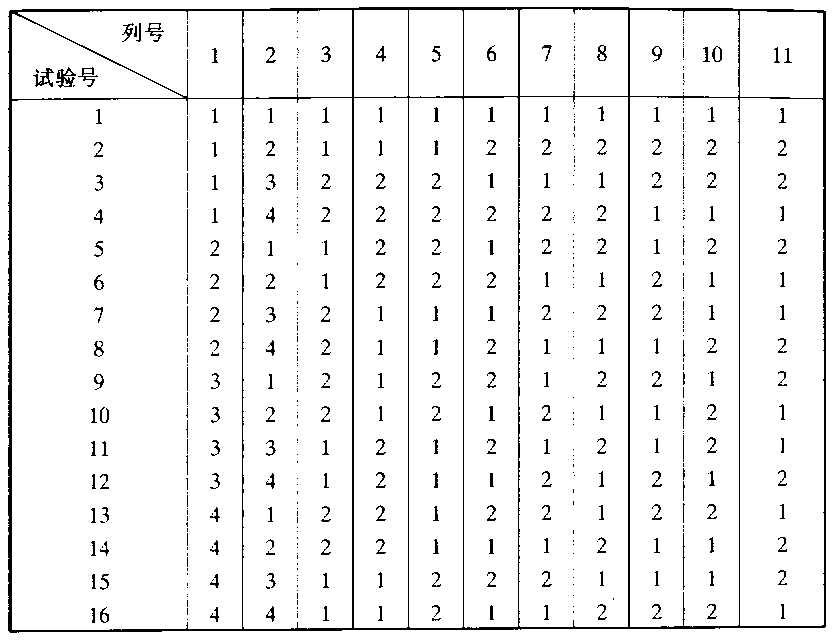 列号
试验号 1 2 3 4 5 6 7 8 9 10 11
1 1 1 1 1 1 1 1 1 1 1 1
2 1 2 1 1 1 2 2 2 2 2 2
3 1 3 2 2 2 1 1 1 2 2 2
4 1 4 2 2 2 2 2 2 1 1 1
5 2 1 1 2 2 1 2 2 1 2 2
6 2 2 1 2 2 2 1 1 2 1 1
7 2 3 2 1 1 1 2 2 2 1 1
8 2 4 2 1 1 2 1 1 1 2 2
9 3 1 2 1 2 2 1 2 2 1 2
10 3 2 2 1 2 1 2 1 1 2 1
11 3 3 1 2 1 2 1 2 1 2 1
12 3 4 1 2 1 1 2 1 2 1 2
13 4 1 2 2 1 2 2 1 2 2 1
14 4 2 2 2 1 1 1 2 1 1 2
15 4 3 1 1 2 2 2 1 1 1 2
16 4 4 1 1 2 1 1 2 2 2 1